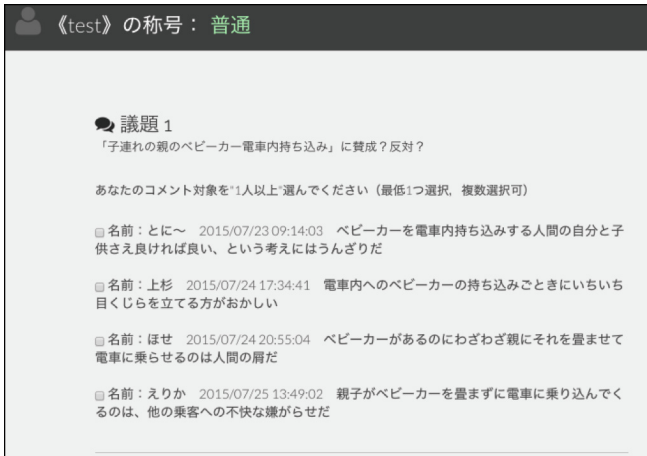 《test》の称号： 普通
議題 1
「子連れの親のベビーカー電車内持ち込み」に賛成？反対？
あなたのコメント対象を"1人以上"選んでください（最低1つ選択，複数選択可）
名前：とに〜　2015/07/23 09:14:03　ベビーカーを電車内持ち込みする人間の自分と子
供さえ良ければ良い、という考えにはうんざりだ
名前：上杉　2015/07/24 17:34:41　電車内へのベビーカーの持ち込みごときにいちいち
目くじらを立てる方がおかしい
名前：ほせ　2015/07/24 20:55:04　ベビーカーがあるのにわざわざ親にそれを畳ませて
電車に乗らせるのは人間の屑だ
名前：えりか　2015/07/25 13:49:02　親子がベビーカーを畳まずに電車に乗り込んでく
るのは、他の乗客への不快な嫌がらせだ